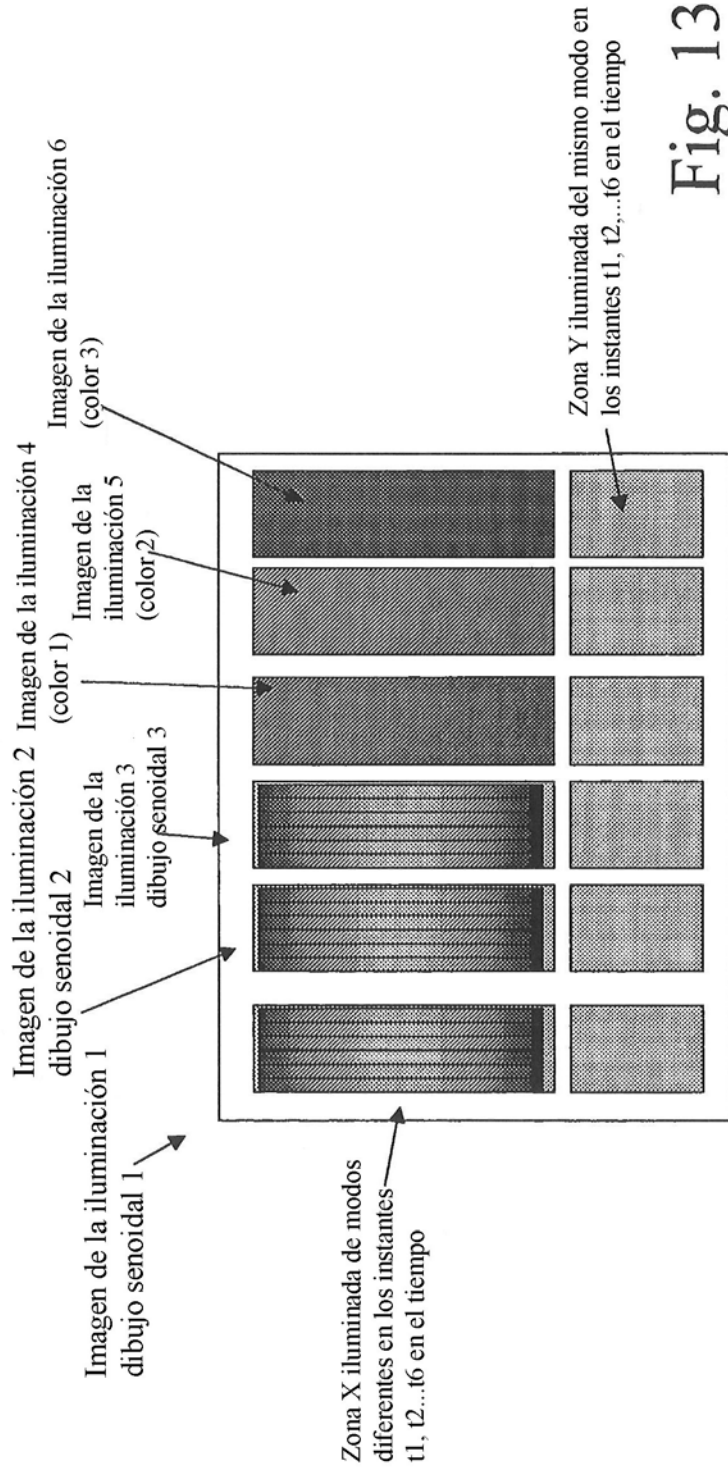 Imagen de la iluminación 1
dibujo senoidal 1
Imagen de la iluminación 2
dibujo senoidal 2
Imagen de la
iluminación 3
dibujo senoidal 3
Imagen de la iluminación 4
(color 1)
Imagen de la
iluminación 5
(color 2)
Imagen de la iluminación 6
(color 3)
Zona X iluminada de modos
diferentes en los instantes
t1, t2...t6 en el tiempo
Zona Y iluminada del mismo modo en
los instantes t1, t2,...t6 en el tiempo
Fig. 13